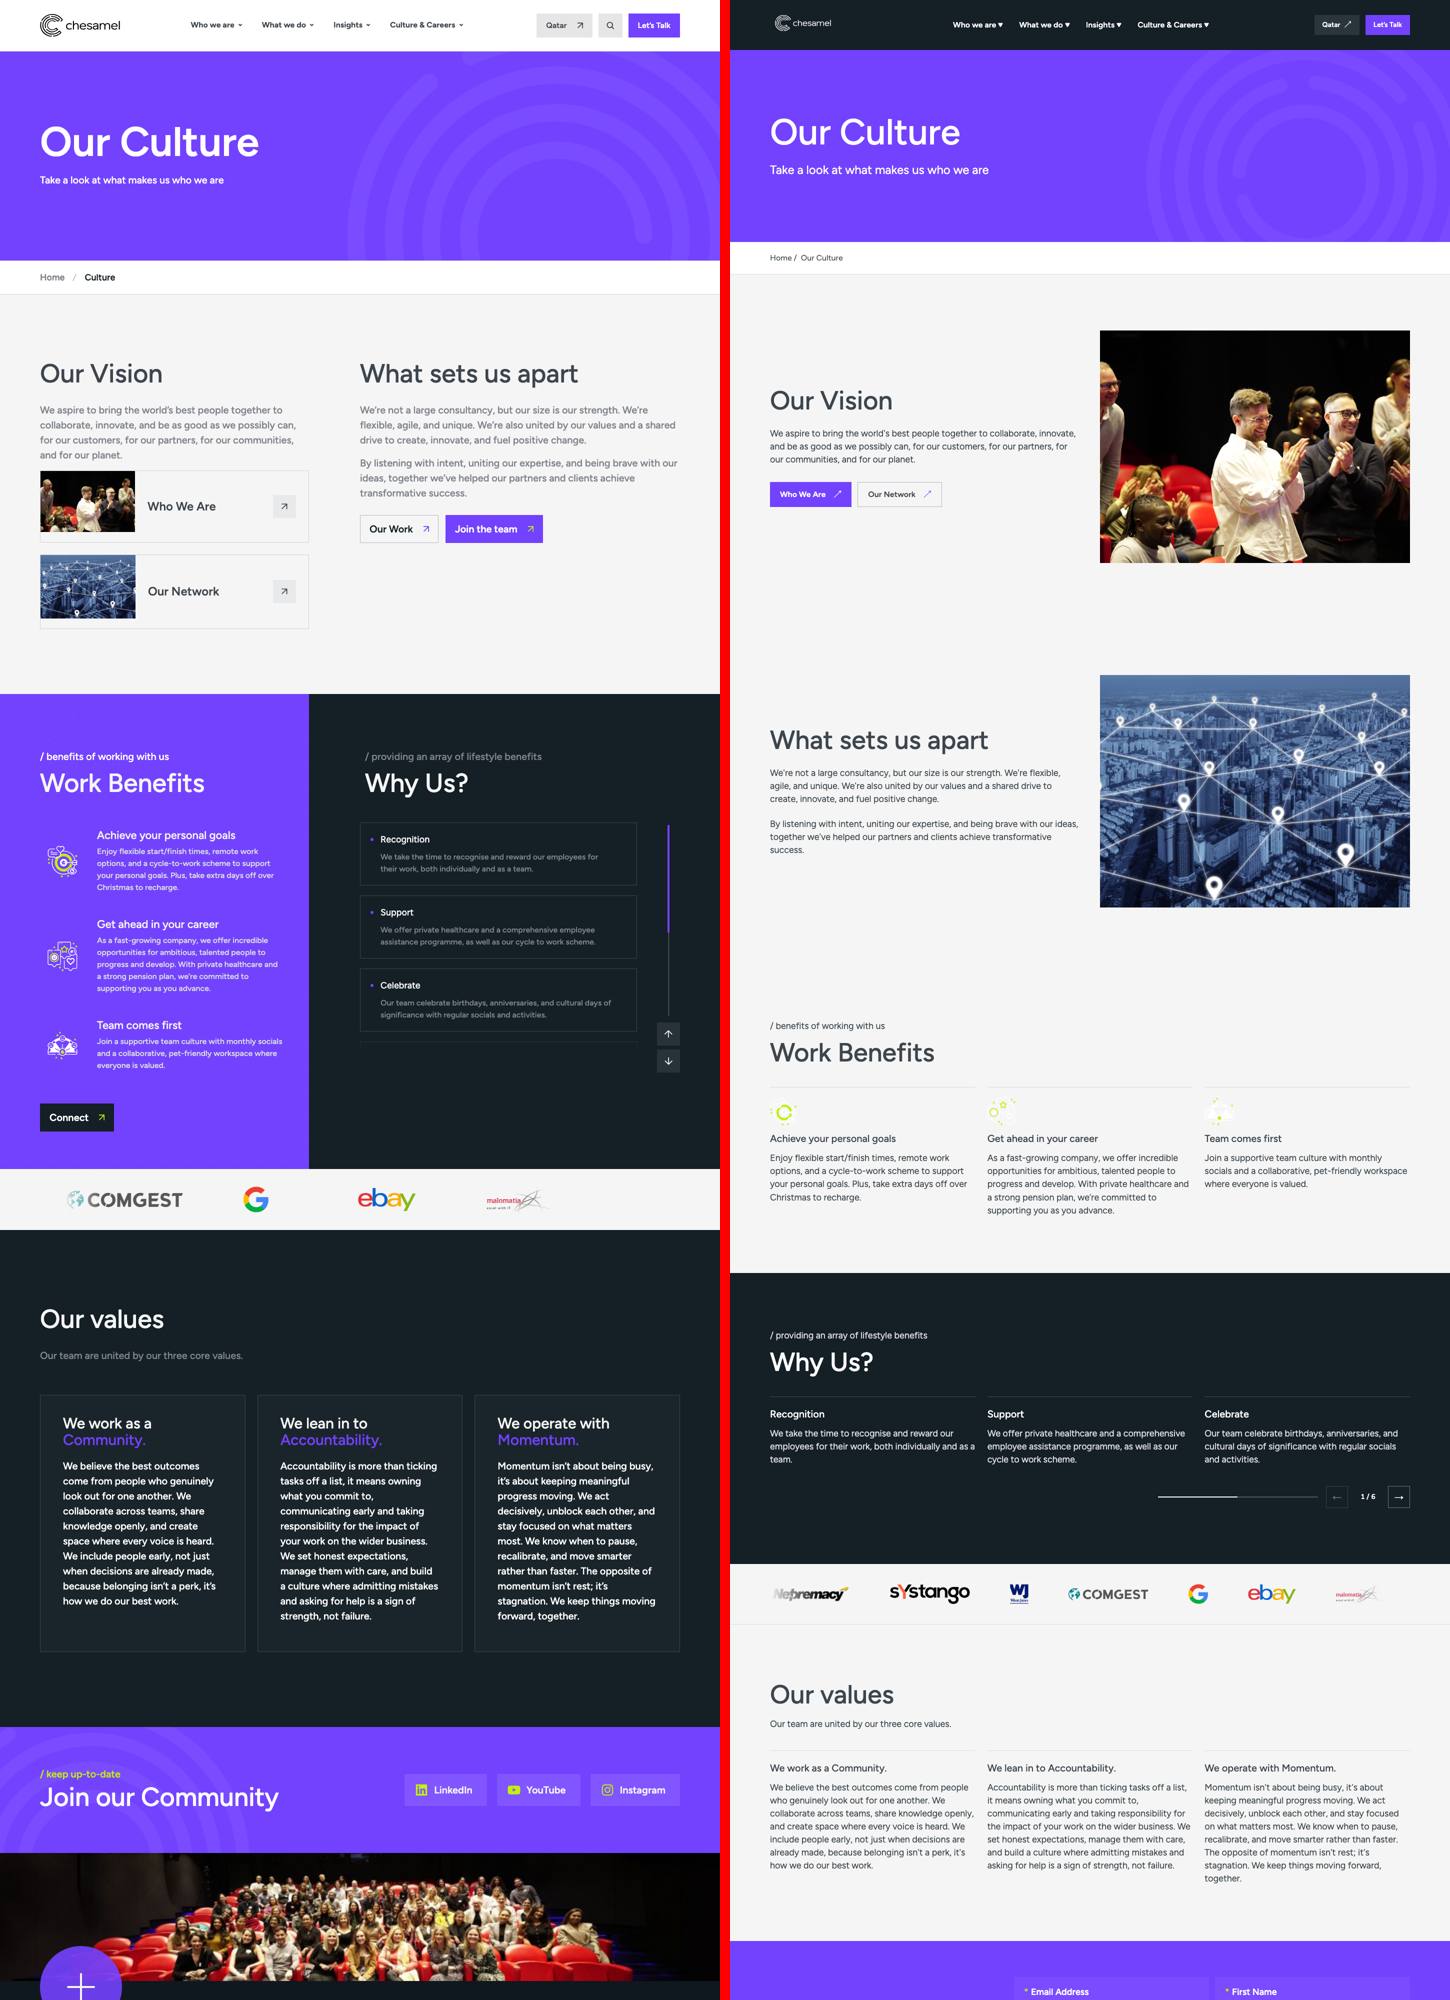 chesamel
Who we are
What we do
Insights
Culture & Careers
Qatar
Let's Talk
Our Culture
Take a look at what makes us who we are
Home / Culture
Our Vision
We aspire to bring the world's best people together to
collaborate, innovate, and be as good as we possibly can,
for our customers, for our partners, for our communities,
and for our planet.
Who We Are
Our Network
What sets us apart
We're not a large consultancy, but our size is our strength. We're
flexible, agile, and unique. We're also united by our values and a shared
drive to create, innovate, and fuel positive change.
By listening with intent, uniting our expertise, and being brave with our
ideas, together we've helped our partners and clients achieve
transformative success.
Our Work
Join the team
/ benefits of working with us
Work Benefits
Achieve your personal goals
Enjoy flexible start/finish times, remote work
options, and a cycle-to-work scheme to support
your personal goals. Plus, take extra days off over
Christmas to recharge.
Get ahead in your career
As a fast-growing company, we offer incredible
opportunities for ambitious, talented people to
progress and develop. With private healthcare and
a strong pension plan, we're committed to
supporting you as you advance.
Team comes first
Join a supportive team culture with monthly socials
and a collaborative, pet-friendly workspace where
everyone is valued.
Connect
/ providing an array of lifestyle benefits
Why Us?
Recognition
We take the time to recognise and reward our employees for
their work, both individually and as a team.
Support
We offer private healthcare and a comprehensive employee
assistance programme, as well as our cycle to work scheme.
Celebrate
Our team celebrate birthdays, anniversaries, and cultural days of
significance with regular socials and activities.
COMGEST
G
ebay
malomatia
Our values
Our team are united by our three core values.
We work as a
Community.
We believe the best outcomes
come from people who genuinely
look out for one another. We
collaborate across teams, share
knowledge openly, and create
space where every voice is heard.
We include people early, not just
when decisions are already made,
because belonging isn't a perk, it's
how we do our best work.
We lean in to
Accountability.
Accountability is more than ticking
tasks off a list, it means owning
what you commit to,
communicating early and taking
responsibility for the impact of
your work on the wider business.
We set honest expectations,
manage them with care, and build
a culture where admitting mistakes
and asking for help is a sign of
strength, not failure.
We operate with
Momentum.
Momentum isn't about being busy,
it's about keeping meaningful
progress moving. We act
decisively, unblock each other, and
stay focused on what matters
most. We know when to pause,
recalibrate, and move smarter
rather than faster. The opposite of
momentum isn't rest; it's
stagnation. We keep things moving
forward, together.
/ keep up-to-date
Join our Community
LinkedIn
YouTube
Instagram
chesamel
Who we are
What we do
Insights
Culture & Careers
Qatar
Let's Talk
Our Culture
Take a look at what makes us who we are
Home / Our Culture
Our Vision
We aspire to bring the world's best people together to collaborate, innovate,
and be as good as we possibly can, for our customers, for our partners, for
our communities, and for our planet.
Who We Are
Our Network
What sets us apart
We're not a large consultancy, but our size is our strength. We're flexible,
agile, and unique. We're also united by our values and a shared drive to
create, innovate, and fuel positive change.
By listening with intent, uniting our expertise, and being brave with our ideas,
together we've helped our partners and clients achieve transformative
success.
/ benefits of working with us
Work Benefits
Achieve your personal goals
Enjoy flexible start/finish times, remote work
options, and a cycle-to-work scheme to support
your personal goals. Plus, take extra days off over
Christmas to recharge.
Get ahead in your career
As a fast-growing company, we offer incredible
opportunities for ambitious, talented people to
progress and develop. With private healthcare and
a strong pension plan, we're committed to
supporting you as you advance.
Team comes first
Join a supportive team culture with monthly
socials and a collaborative, pet-friendly workspace
where everyone is valued.
/ providing an array of lifestyle benefits
Why Us?
Recognition
We take the time to recognise and reward our
employees for their work, both individually and as a
team.
Support
We offer private healthcare and a comprehensive
employee assistance programme, as well as our
cycle to work scheme.
Celebrate
Our team celebrate birthdays, anniversaries, and
cultural days of significance with regular socials
and activities.
1 / 6
Netpremacy
sYstango
WJ
COMGEST
G
ebay
malomatia
Our values
Our team are united by our three core values.
We work as a Community.
We believe the best outcomes come from people
who genuinely look out for one another. We
collaborate across teams, share knowledge openly,
and create space where every voice is heard. We
include people early, not just when decisions are
already made, because belonging isn't a perk, it's
how we do our best work.
We lean in to Accountability.
Accountability is more than ticking tasks off a list,
it means owning what you commit to,
communicating early and taking responsibility for
the impact of your work on the wider business. We
set honest expectations, manage them with care,
and build a culture where admitting mistakes and
asking for help is a sign of strength, not failure.
We operate with Momentum.
Momentum isn't about being busy, it's about
keeping meaningful progress moving. We act
decisively, unblock each other, and stay focused
on what matters most. We know when to pause,
recalibrate, and move smarter rather than faster.
The opposite of momentum isn't rest; it's
stagnation. We keep things moving forward,
together.
* Email Address
* First Name